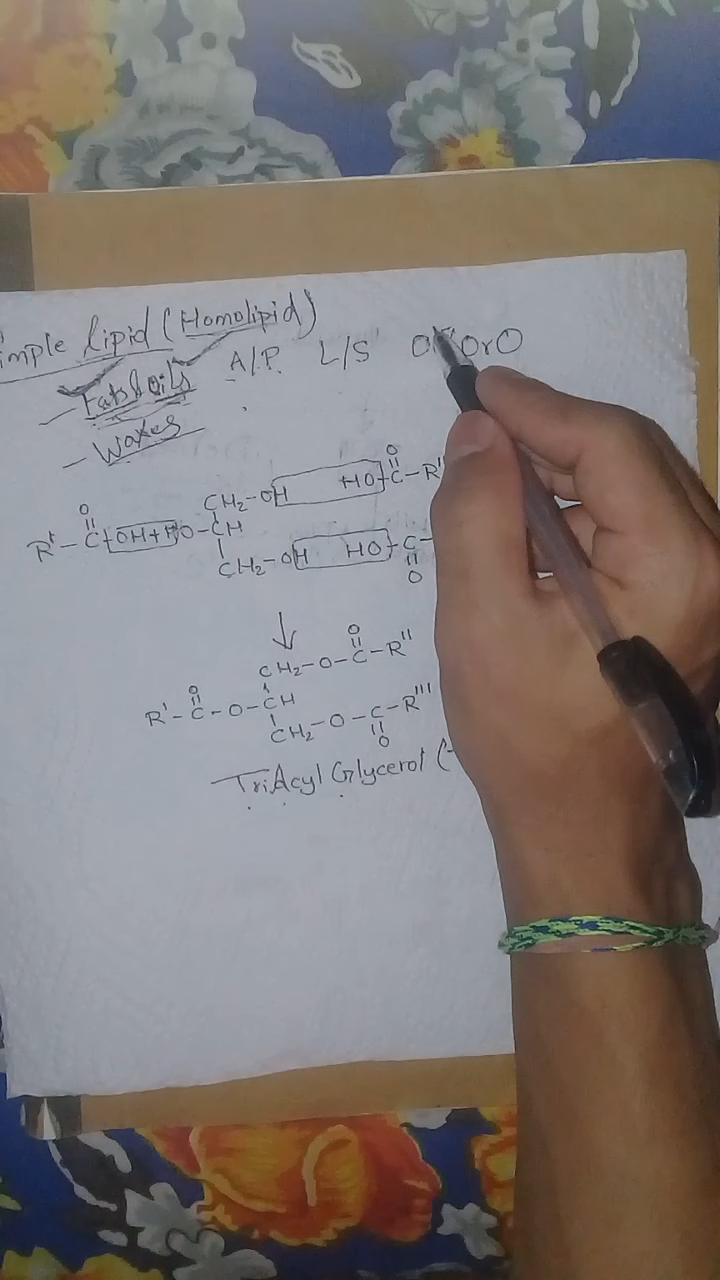 imple lipid (Homolipid)
A/P. L/S OrO
- Fats & oils
- Waxes
O O
CH2-OH HO-C-R"
R'-C-OH+HO-CH
CH2-OH HO-C-
O
O
CH2-O-C-R"
O
R'-C-O-CH
CH2-O-C-R'''
O
TriAcyl Glycerol (